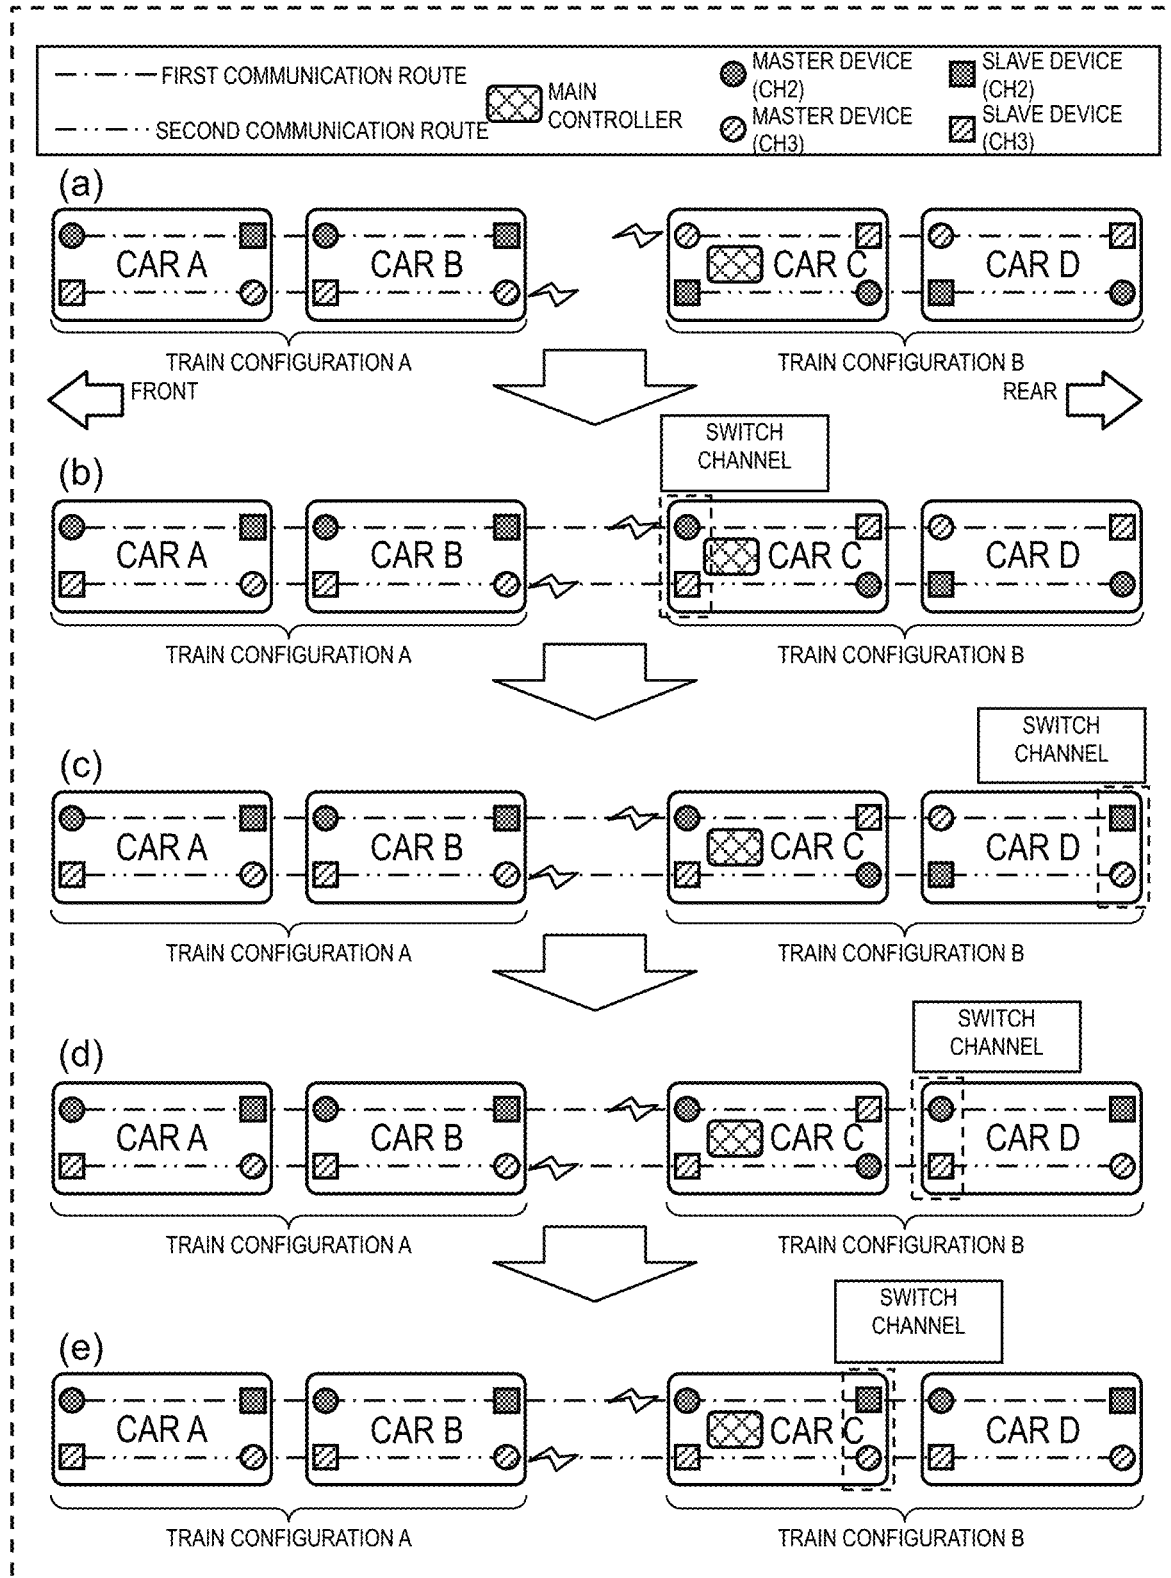 FIRST COMMUNICATION ROUTE
SECOND COMMUNICATION ROUTE
MAIN
CONTROLLER
MASTER DEVICE
(CH2)
MASTER DEVICE
(CH3)
SLAVE DEVICE
(CH2)
SLAVE DEVICE
(CH3)
(a)
CAR A
CAR B
CAR C
CAR D
TRAIN CONFIGURATION A
TRAIN CONFIGURATION B
FRONT
REAR
SWITCH
CHANNEL
(b)
CAR A
CAR B
CAR C
CAR D
TRAIN CONFIGURATION A
TRAIN CONFIGURATION B
SWITCH
CHANNEL
(c)
CAR A
CAR B
CAR C
CAR D
TRAIN CONFIGURATION A
TRAIN CONFIGURATION B
SWITCH
CHANNEL
(d)
CAR A
CAR B
CAR C
CAR D
TRAIN CONFIGURATION A
TRAIN CONFIGURATION B
SWITCH
CHANNEL
(e)
CAR A
CAR B
CAR C
CAR D
TRAIN CONFIGURATION A
TRAIN CONFIGURATION B